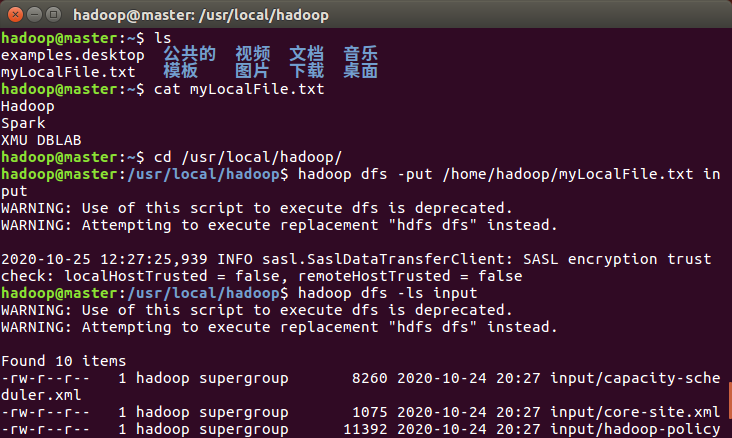 hadoop@master: /usr/local/hadoop
hadoop@master:~$ ls
examples.desktop  公共的  视频  文档  音乐
myLocalFile.txt   模板    图片  下载  桌面
hadoop@master:~$ cat myLocalFile.txt
Hadoop
Spark
XMU DBLAB
hadoop@master:~$ cd /usr/local/hadoop/
hadoop@master:/usr/local/hadoop$ hadoop dfs -put /home/hadoop/myLocalFile.txt in
put
WARNING: Use of this script to execute dfs is deprecated.
WARNING: Attempting to execute replacement "hdfs dfs" instead.

2020-10-25 12:27:25,939 INFO sasl.SaslDataTransferClient: SASL encryption trust
check: localHostTrusted = false, remoteHostTrusted = false
hadoop@master:/usr/local/hadoop$ hadoop dfs -ls input
WARNING: Use of this script to execute dfs is deprecated.
WARNING: Attempting to execute replacement "hdfs dfs" instead.

Found 10 items
-rw-r--r--   1 hadoop supergroup       8260 2020-10-24 20:27 input/capacity-sche
duler.xml
-rw-r--r--   1 hadoop supergroup       1075 2020-10-24 20:27 input/core-site.xml
-rw-r--r--   1 hadoop supergroup      11392 2020-10-24 20:27 input/hadoop-policy